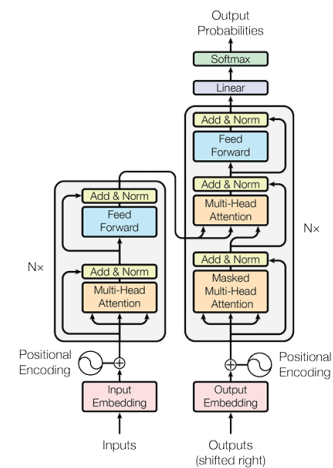 Output
Probabilities
Softmax
Linear
Add & Norm
Feed
Forward
Add & Norm
Multi-Head
Attention
Add & Norm
Masked
Multi-Head
Attention
N×
Positional
Encoding
Output
Embedding
Outputs
(shifted right)
Add & Norm
Feed
Forward
N×
Add & Norm
Multi-Head
Attention
Positional
Encoding
Input
Embedding
Inputs